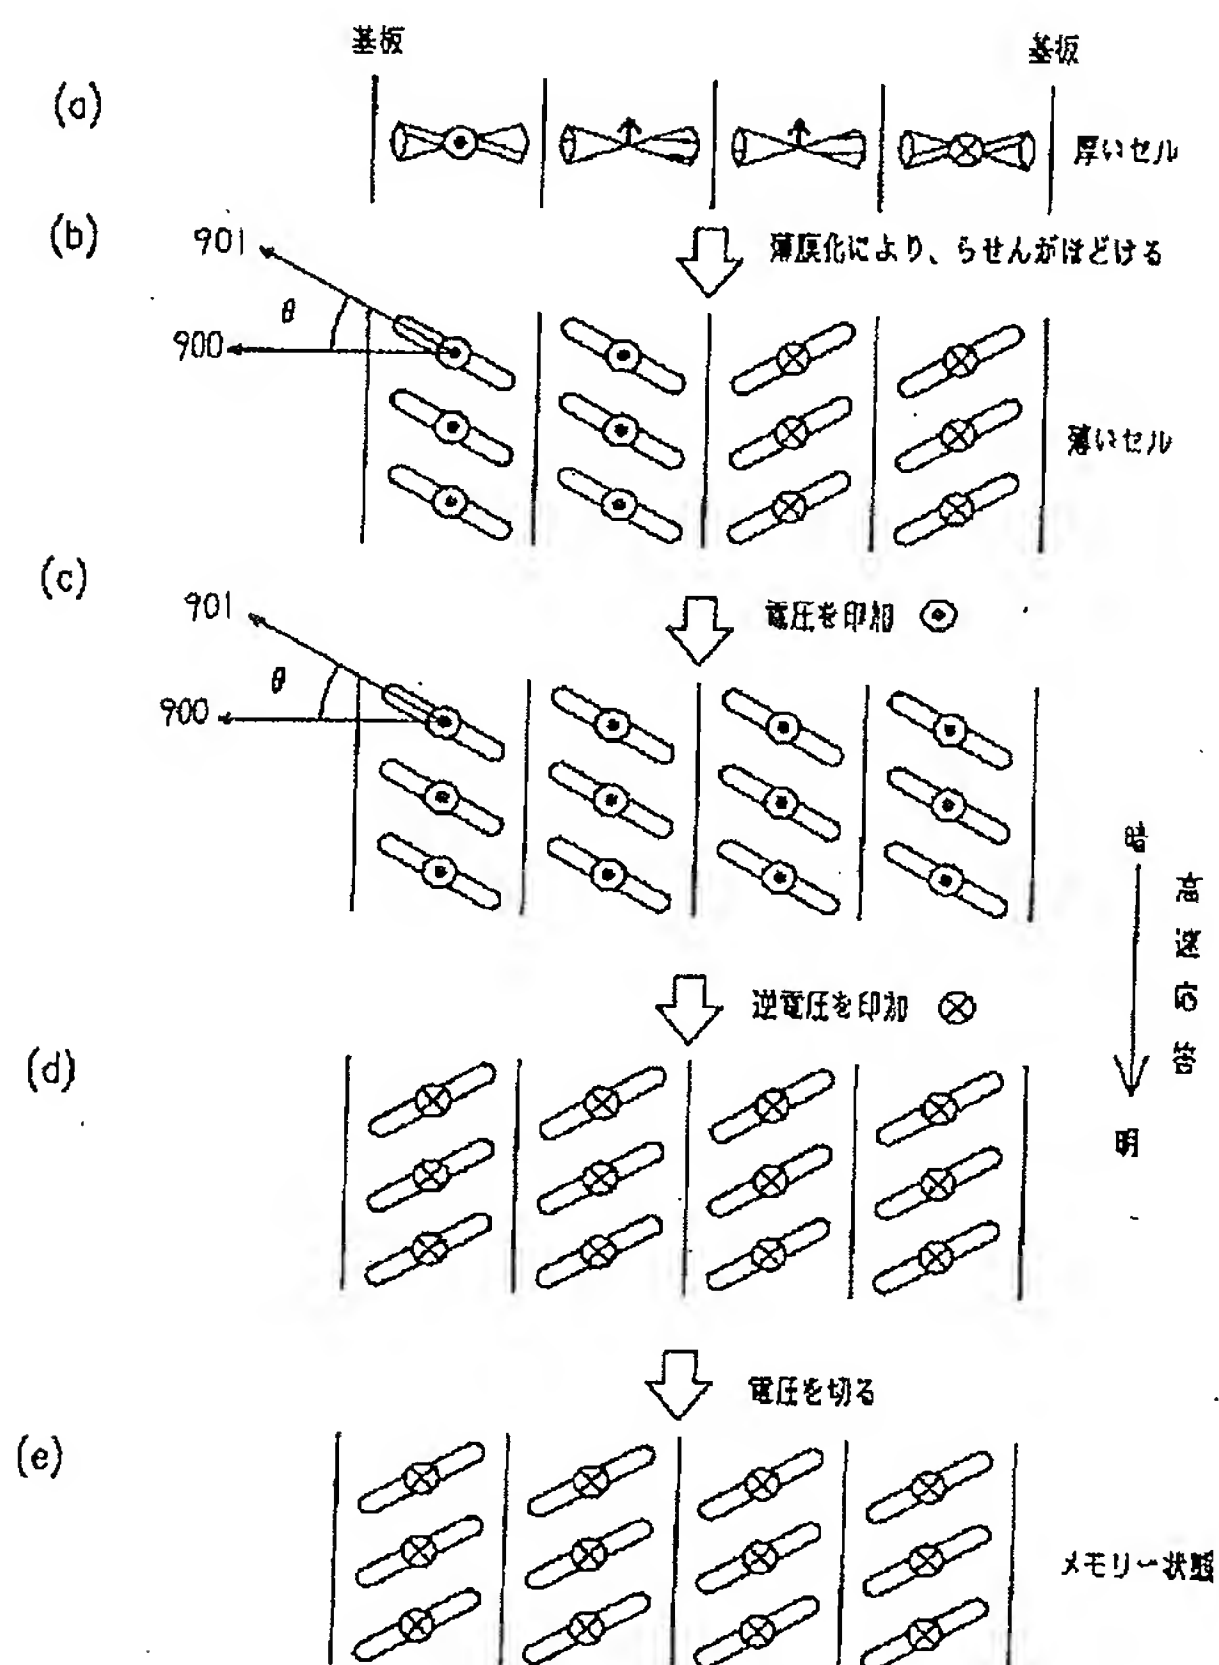 基板
基板
(a)
厚いセル
(b)
薄膜化により、らせんがほどける
901
θ
900
薄いセル
(c)
電圧を印加
901
θ
900
暗
高速応答
明
逆電圧を印加
(d)
電圧を切る
(e)
メモリー状態